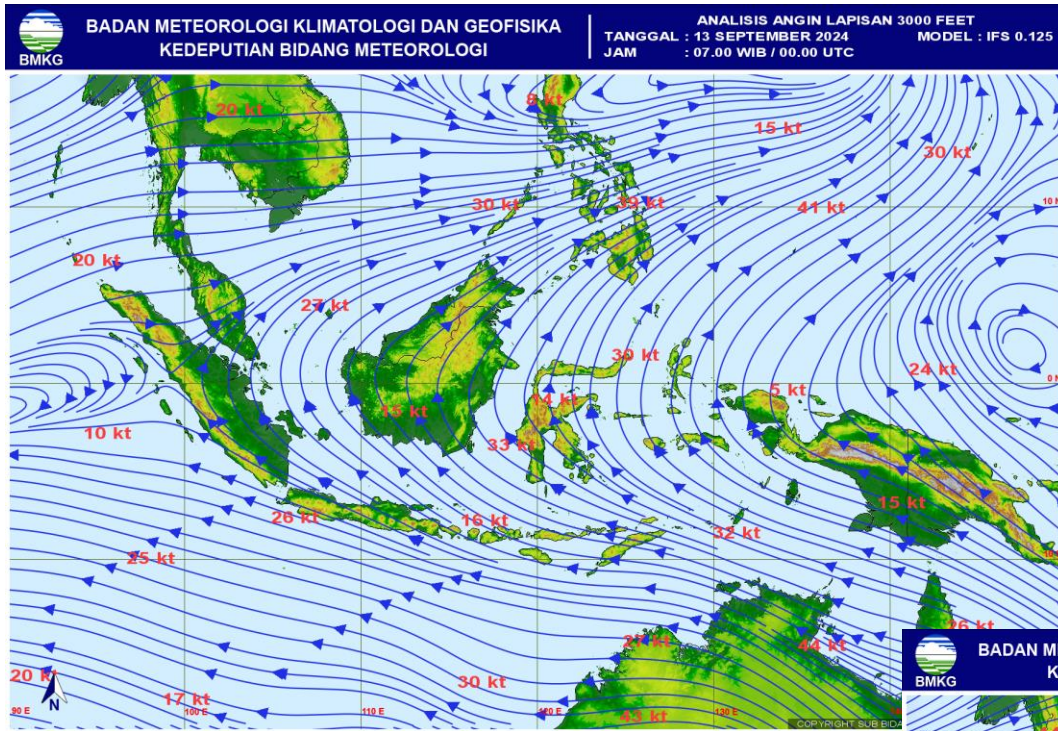 BMKG
BADAN METEOROLOGI KLIMATOLOGI DAN GEOFISIKA
KEDEPUTIAN BIDANG METEOROLOGI
ANALISIS ANGIN LAPISAN 3000 FEET
TANGGAL : 13 SEPTEMBER 2024 MODEL : IFS 0.125
JAM : 07.00 WIB / 00.00 UTC
20 kt
8 kt
15 kt
30 kt
30 kt
39 kt
41 kt
10 N
20 kt
27 kt
30 kt
24 kt
0 N
15 kt
14 kt
5 kt
10 kt
33 kt
26 kt
16 kt
32 kt
15 kt
25 kt
26 kt
27 kt
44 kt
20 kt
17 kt
30 kt
43 kt
N
90 E
100 E
110 E
120 E
130 E
COPYRIGHT SUB BIDA
BMKG
BADAN M
K